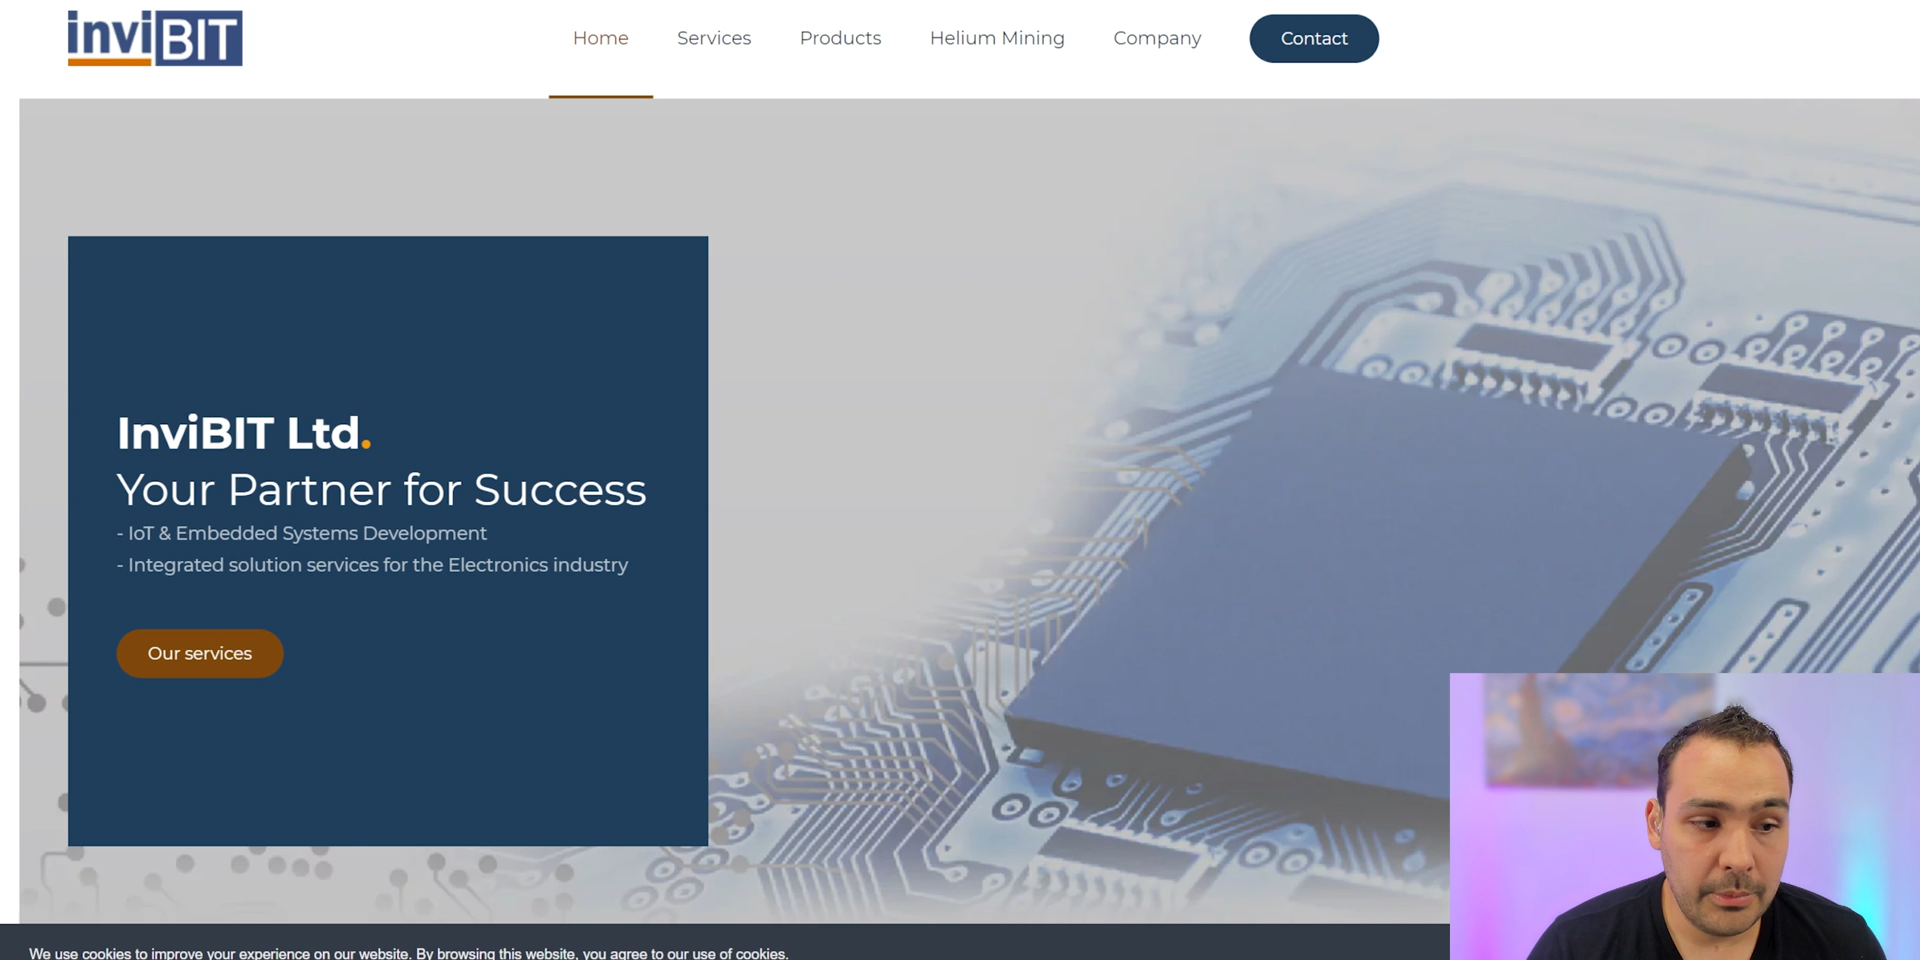 inviBIT
Home Services Products Helium Mining Company Contact
InviBIT Ltd.
Your Partner for Success
- IoT & Embedded Systems Development
- Integrated solution services for the Electronics industry
Our services
We use cookies to improve your experience on our website. By browsing this website, you agree to our use of cookies.